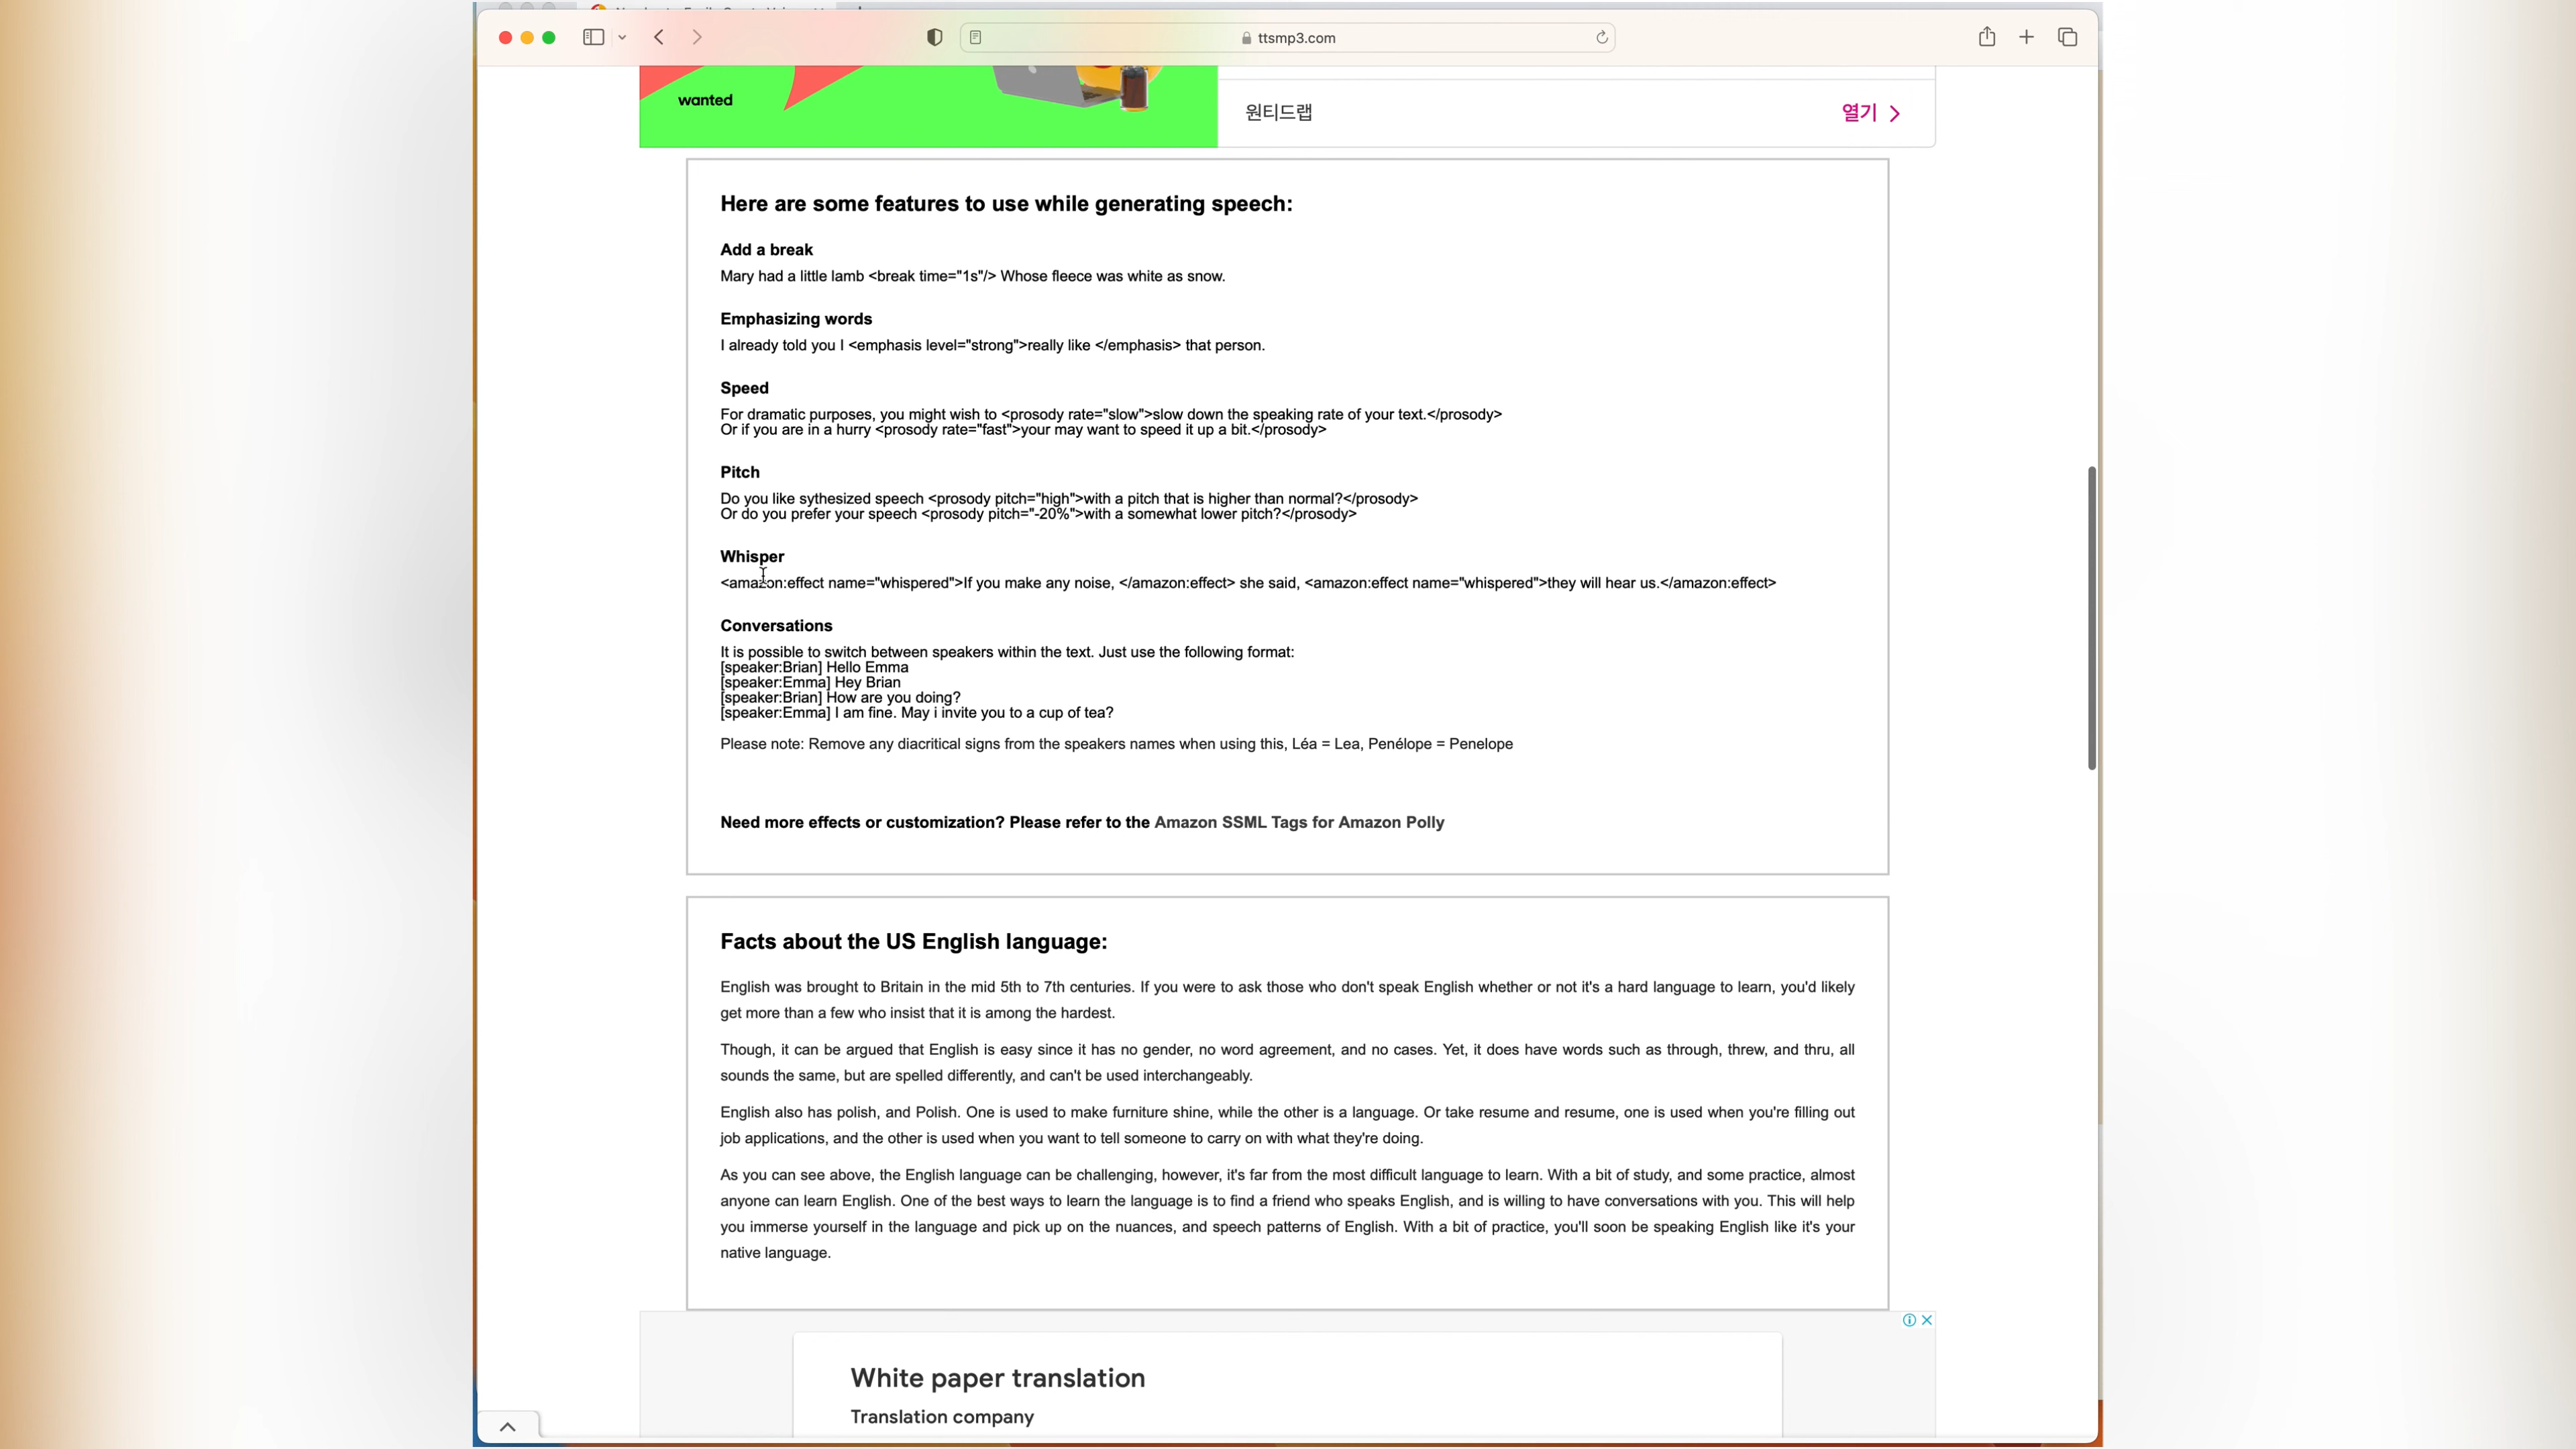 ttsmp3.com
wanted
원티드랩
열기
Here are some features to use while generating speech:
Add a break
Mary had a little lamb <break time="1s"/> Whose fleece was white as snow.
Emphasizing words
I already told you I <emphasis level="strong">really like </emphasis> that person.
Speed
For dramatic purposes, you might wish to <prosody rate="slow">slow down the speaking rate of your text.</prosody>
Or if you are in a hurry <prosody rate="fast">your may want to speed it up a bit.</prosody>
Pitch
Do you like sythesized speech <prosody pitch="high">with a pitch that is higher than normal?</prosody>
Or do you prefer your speech <prosody pitch="-20%">with a somewhat lower pitch?</prosody>
Whisper
<amazon:effect name="whispered">If you make any noise, </amazon:effect> she said, <amazon:effect name="whispered">they will hear us.</amazon:effect>
Conversations
It is possible to switch between speakers within the text. Just use the following format:
[speaker:Brian] Hello Emma
[speaker:Emma] Hey Brian
[speaker:Brian] How are you doing?
[speaker:Emma] I am fine. May i invite you to a cup of tea?
Please note: Remove any diacritical signs from the speakers names when using this, Léa = Lea, Penélope = Penelope
Need more effects or customization? Please refer to the Amazon SSML Tags for Amazon Polly
Facts about the US English language:
English was brought to Britain in the mid 5th to 7th centuries. If you were to ask those who don't speak English whether or not it's a hard language to learn, you'd likely
get more than a few who insist that it is among the hardest.
Though, it can be argued that English is easy since it has no gender, no word agreement, and no cases. Yet, it does have words such as through, threw, and thru, all
sounds the same, but are spelled differently, and can't be used interchangeably.
English also has polish, and Polish. One is used to make furniture shine, while the other is a language. Or take resume and resume, one is used when you're filling out
job applications, and the other is used when you want to tell someone to carry on with what they're doing.
As you can see above, the English language can be challenging, however, it's far from the most difficult language to learn. With a bit of study, and some practice, almost
anyone can learn English. One of the best ways to learn the language is to find a friend who speaks English, and is willing to have conversations with you. This will help
you immerse yourself in the language and pick up on the nuances, and speech patterns of English. With a bit of practice, you'll soon be speaking English like it's your
native language.
White paper translation
Translation company